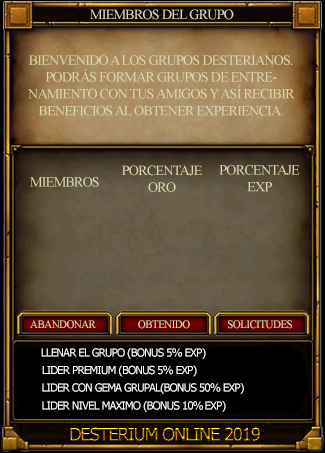 MIEMBROS DEL GRUPO
BIENVENIDO A LOS GRUPOS DESTERIANOS.
PODRÁS FORMAR GRUPOS DE ENTRE-
NAMIENTO CON TUS AMIGOS Y ASÍ RECIBIR
BENEFICIOS AL OBTENER EXPERIENCIA.
MIEMBROS
PORCENTAJE
ORO
PORCENTAJE
EXP
ABANDONAR
OBTENIDO
SOLICITUDES
LLENAR EL GRUPO (BONUS 5% EXP)
LIDER PREMIUM (BONUS 5% EXP)
LIDER CON GEMA GRUPAL(BONUS 50% EXP)
LIDER NIVEL MAXIMO (BONUS 10% EXP)
DESTERIUM ONLINE 2019